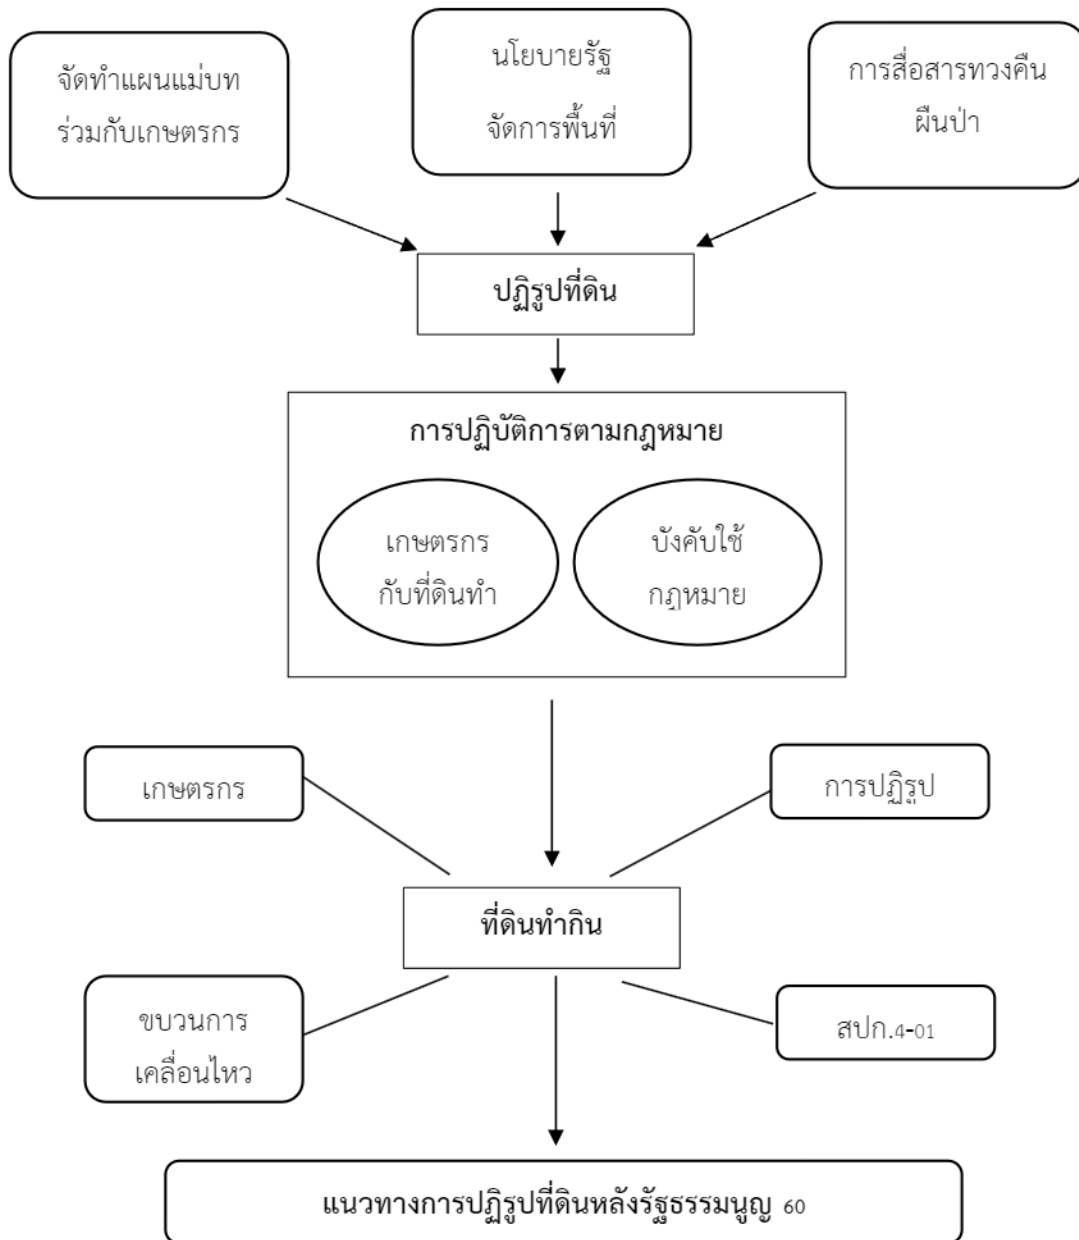 จัดทำแผนแม่บท
ร่วมกับเกษตรกร
นโยบายรัฐ
จัดการพื้นที่
การสื่อสารทวงคืน
ผืนป่า
ปฏิรูปที่ดิน
การปฏิบัติการตามกฎหมาย
เกษตรกร
กับที่ดินทำ
บังคับใช้
กฎหมาย
เกษตรกร
การปฏิรูป
ที่ดินทำกิน
ขบวนการ
เคลื่อนไหว
สปก.4-01
แนวทางการปฏิรูปที่ดินหลังรัฐธรรมนูญ 60